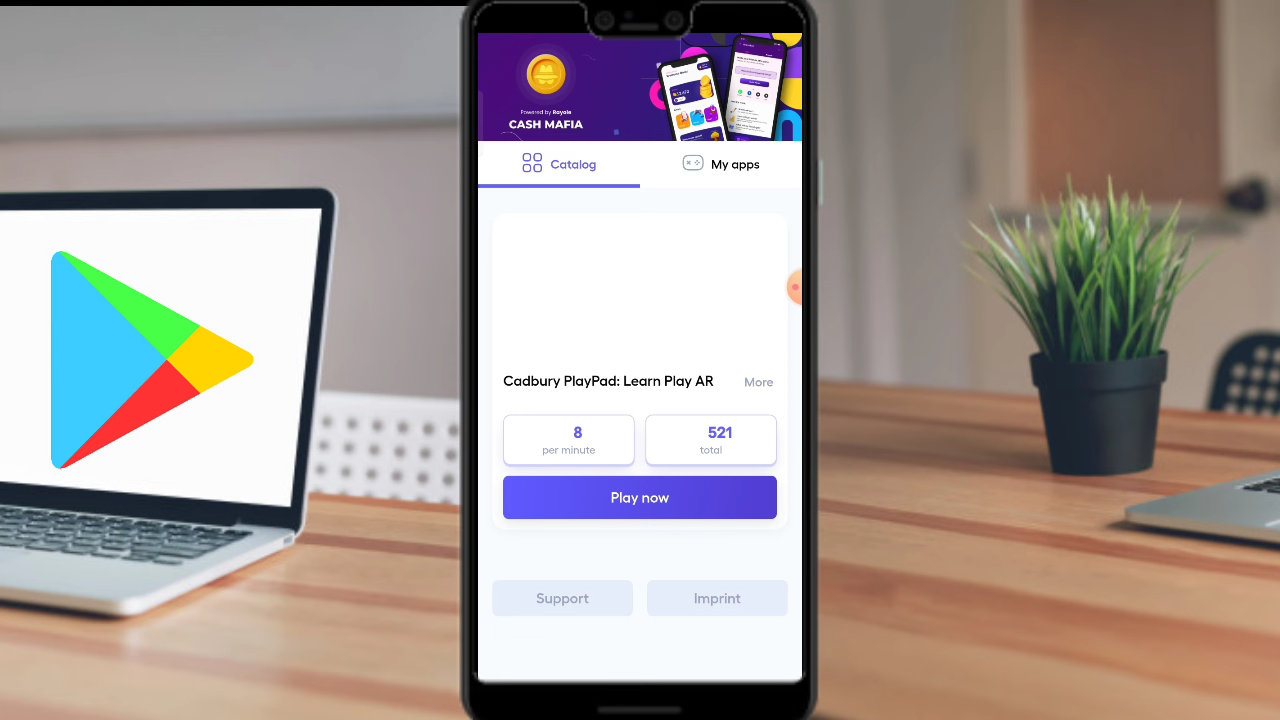 Powered by Rayole
CASH MAFIA
Catalog
My apps
Cadbury PlayPad: Learn Play AR
More
8
per minute
521
total
Play now
Support
Imprint